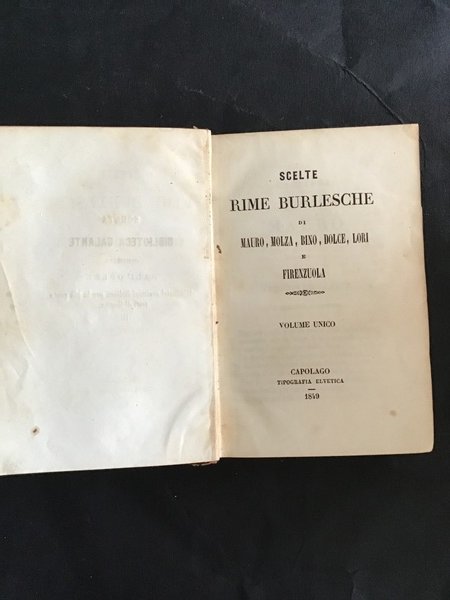 SCELTE
RIME BURLESCHE
DI
MAURO, MOLZA, BINO, DOLCE, LORI
E
FIRENZUOLA
VOLUME UNICO
CAPOLAGO
TIPOGRAFIA ELVETICA
1849